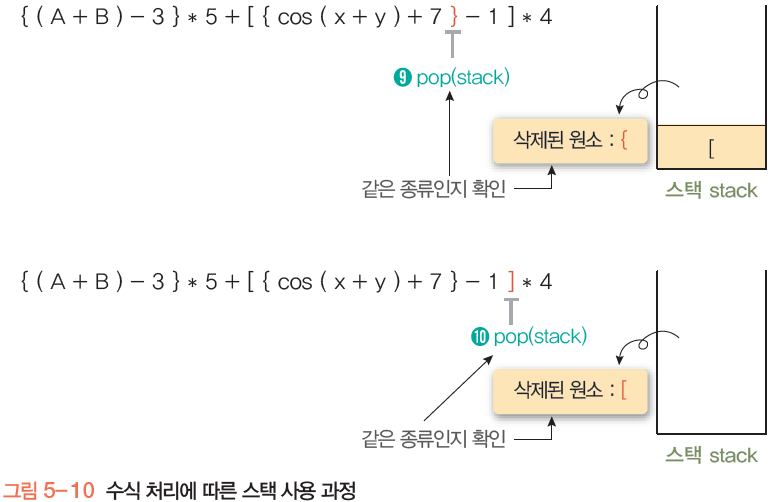 { ( A + B ) – 3 } * 5 + [ { cos ( x + y ) + 7 } – 1 ] * 4
❾ pop(stack)
삭제된 원소 : {
[
같은 종류인지 확인
스택 stack
{ ( A + B ) – 3 } * 5 + [ { cos ( x + y ) + 7 } – 1 ] * 4
❿ pop(stack)
삭제된 원소 : [
같은 종류인지 확인
스택 stack
그림 5-10 수식 처리에 따른 스택 사용 과정